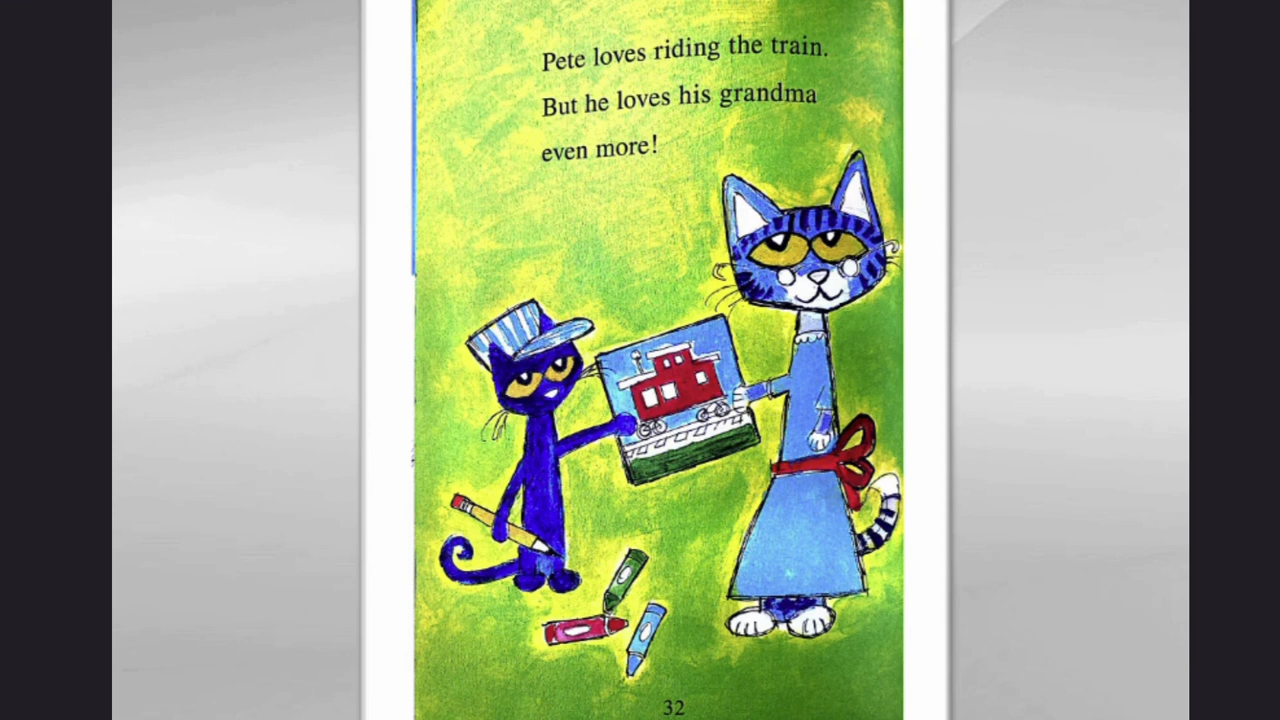 Pete loves riding the train.
But he loves his grandma
even more!
32